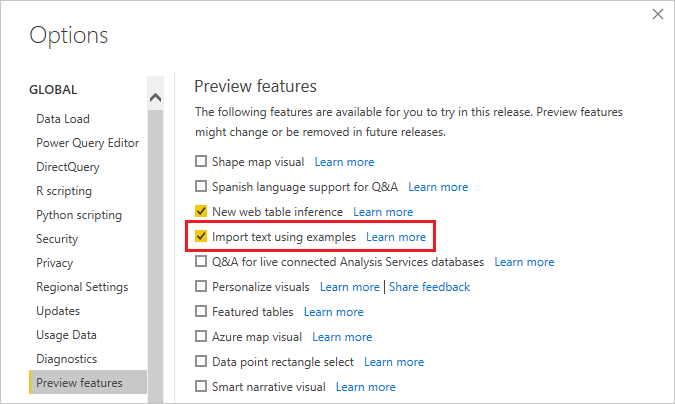 Options
GLOBAL
Data Load
Power Query Editor
DirectQuery
R scripting
Python scripting
Security
Privacy
Regional Settings
Updates
Usage Data
Diagnostics
Preview features
Preview features
The following features are available for you to try in this release. Preview features
might change or be removed in future releases.
Shape map visual Learn more
Spanish language support for Q&A Learn more
New web table inference Learn more
Import text using examples Learn more
Q&A for live connected Analysis Services databases Learn more
Personalize visuals Learn more | Share feedback
Featured tables Learn more
Azure map visual Learn more
Data point rectangle select Learn more
Smart narrative visual Learn more